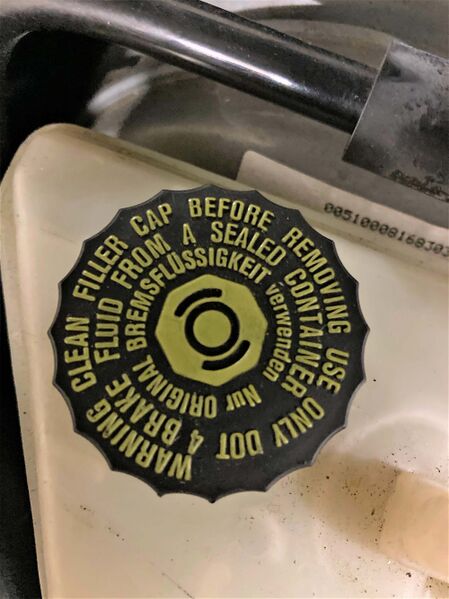 WARNING CLEAN FILLER CAP BEFORE REMOVING USE ONLY DOT
4 BRAKE FLUID FROM A SEALED CONTAINER
Nur ORIGINAL BREMSFLÜSSIGKEIT verwenden